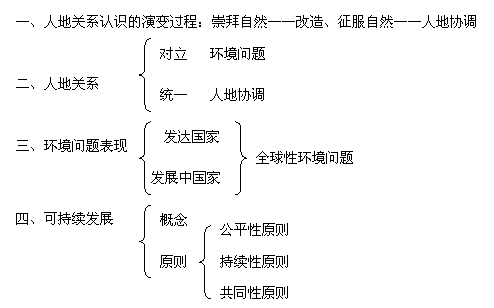 一、人地关系认识的演变过程：崇拜自然——改造、征服自然——人地协调
对立 环境问题
二、人地关系
统一 人地协调
发达国家
三、环境问题表现
全球性环境问题
发展中国家
四、可持续发展
概念
公平性原则
原则
持续性原则
共同性原则